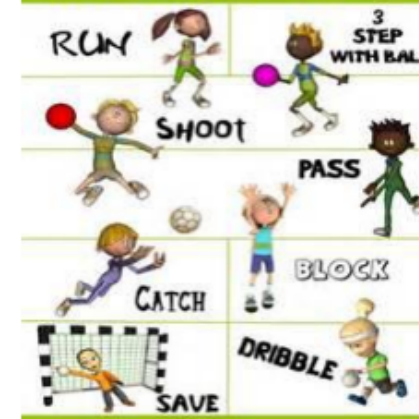 RUN
3
STEP
WITH BAL
SHOOT
PASS
BLOCK
CATCH
DRIBBLE
SAVE